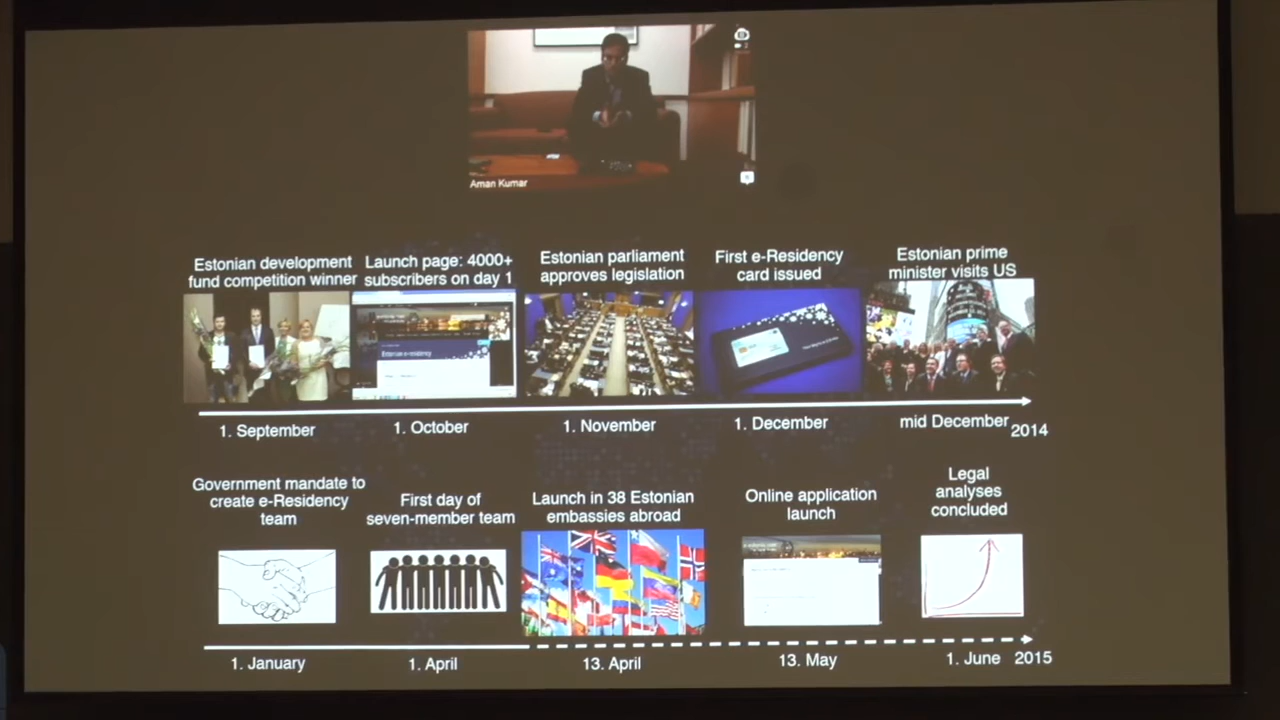 Aman Kumar
Estonian development
fund competition winner
Launch page: 4000+
subscribers on day 1
Estonian parliament
approves legislation
First e-Residency
card issued
Estonian prime
minister visits US
Estonian e-residency
1. September
1. October
1. November
1. December
mid December
2014
Government mandate to
create e-Residency
team
First day of
seven-member team
Launch in 38 Estonian
embassies abroad
Online application
launch
Legal
analyses
concluded
1. January
1. April
13. April
13. May
1. June
2015